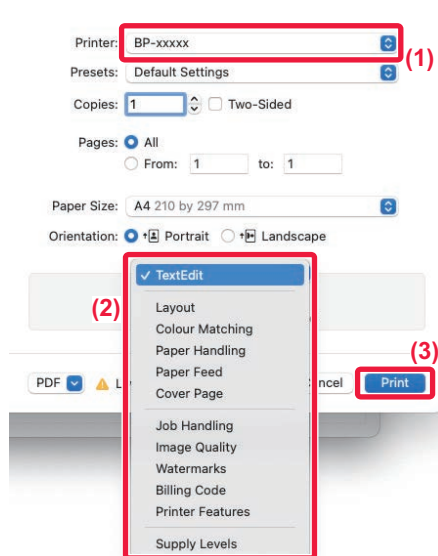 Printer: BP-xxxxx
(1)
Presets: Default Settings
Copies: 1 Two-Sided
Pages: All
From: 1 to: 1
Paper Size: A4 210 by 297 mm
Orientation: Portrait Landscape
(2)
✓ TextEdit
Layout
Colour Matching
Paper Handling
Paper Feed
Cover Page
Job Handling
Image Quality
Watermarks
Billing Code
Printer Features
Supply Levels
(3)
PDF L ncel Print